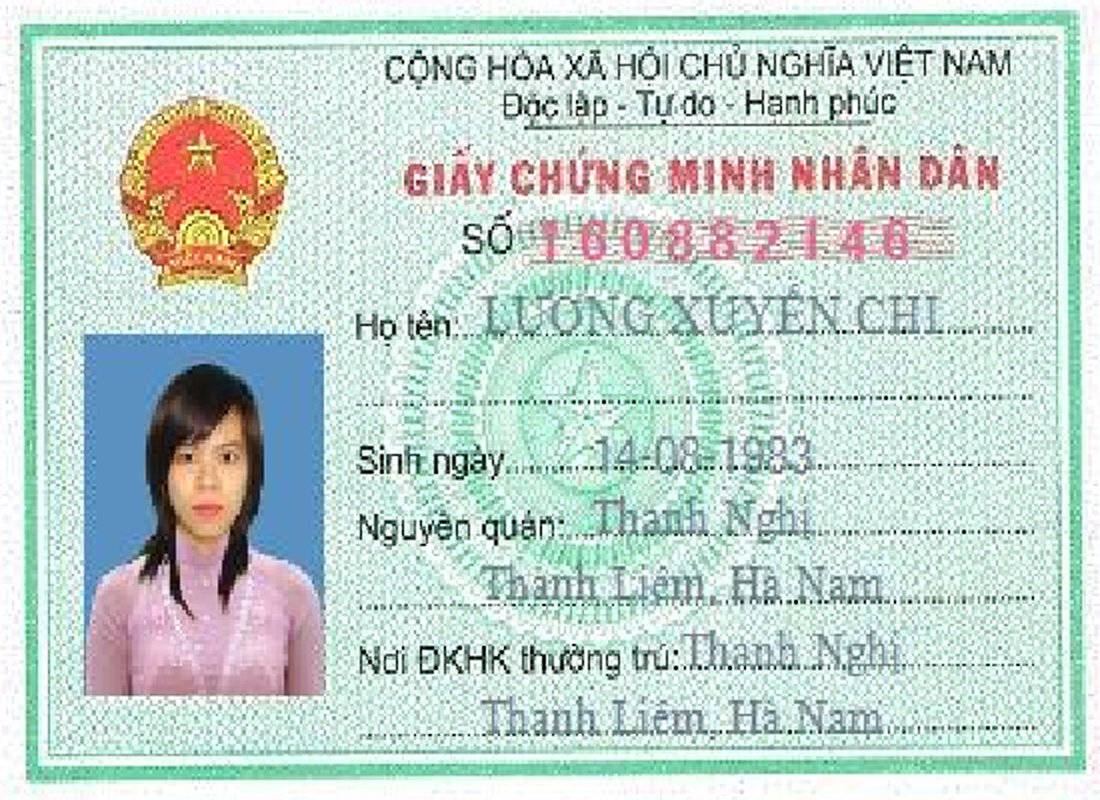 CỘNG HÒA XÃ HỘI CHỦ NGHĨA VIỆT NAM
Độc lập - Tự do - Hạnh phúc
GIẤY CHỨNG MINH NHÂN DÂN
SỐ 160882146
Họ tên: LƯƠNG XUYẾN CHI
Sinh ngày 14-08-1983
Nguyên quán: Thanh Nghị
Thanh Liêm, Hà Nam
Nơi ĐKHK thường trú: Thanh Nghị
Thanh Liêm, Hà Nam